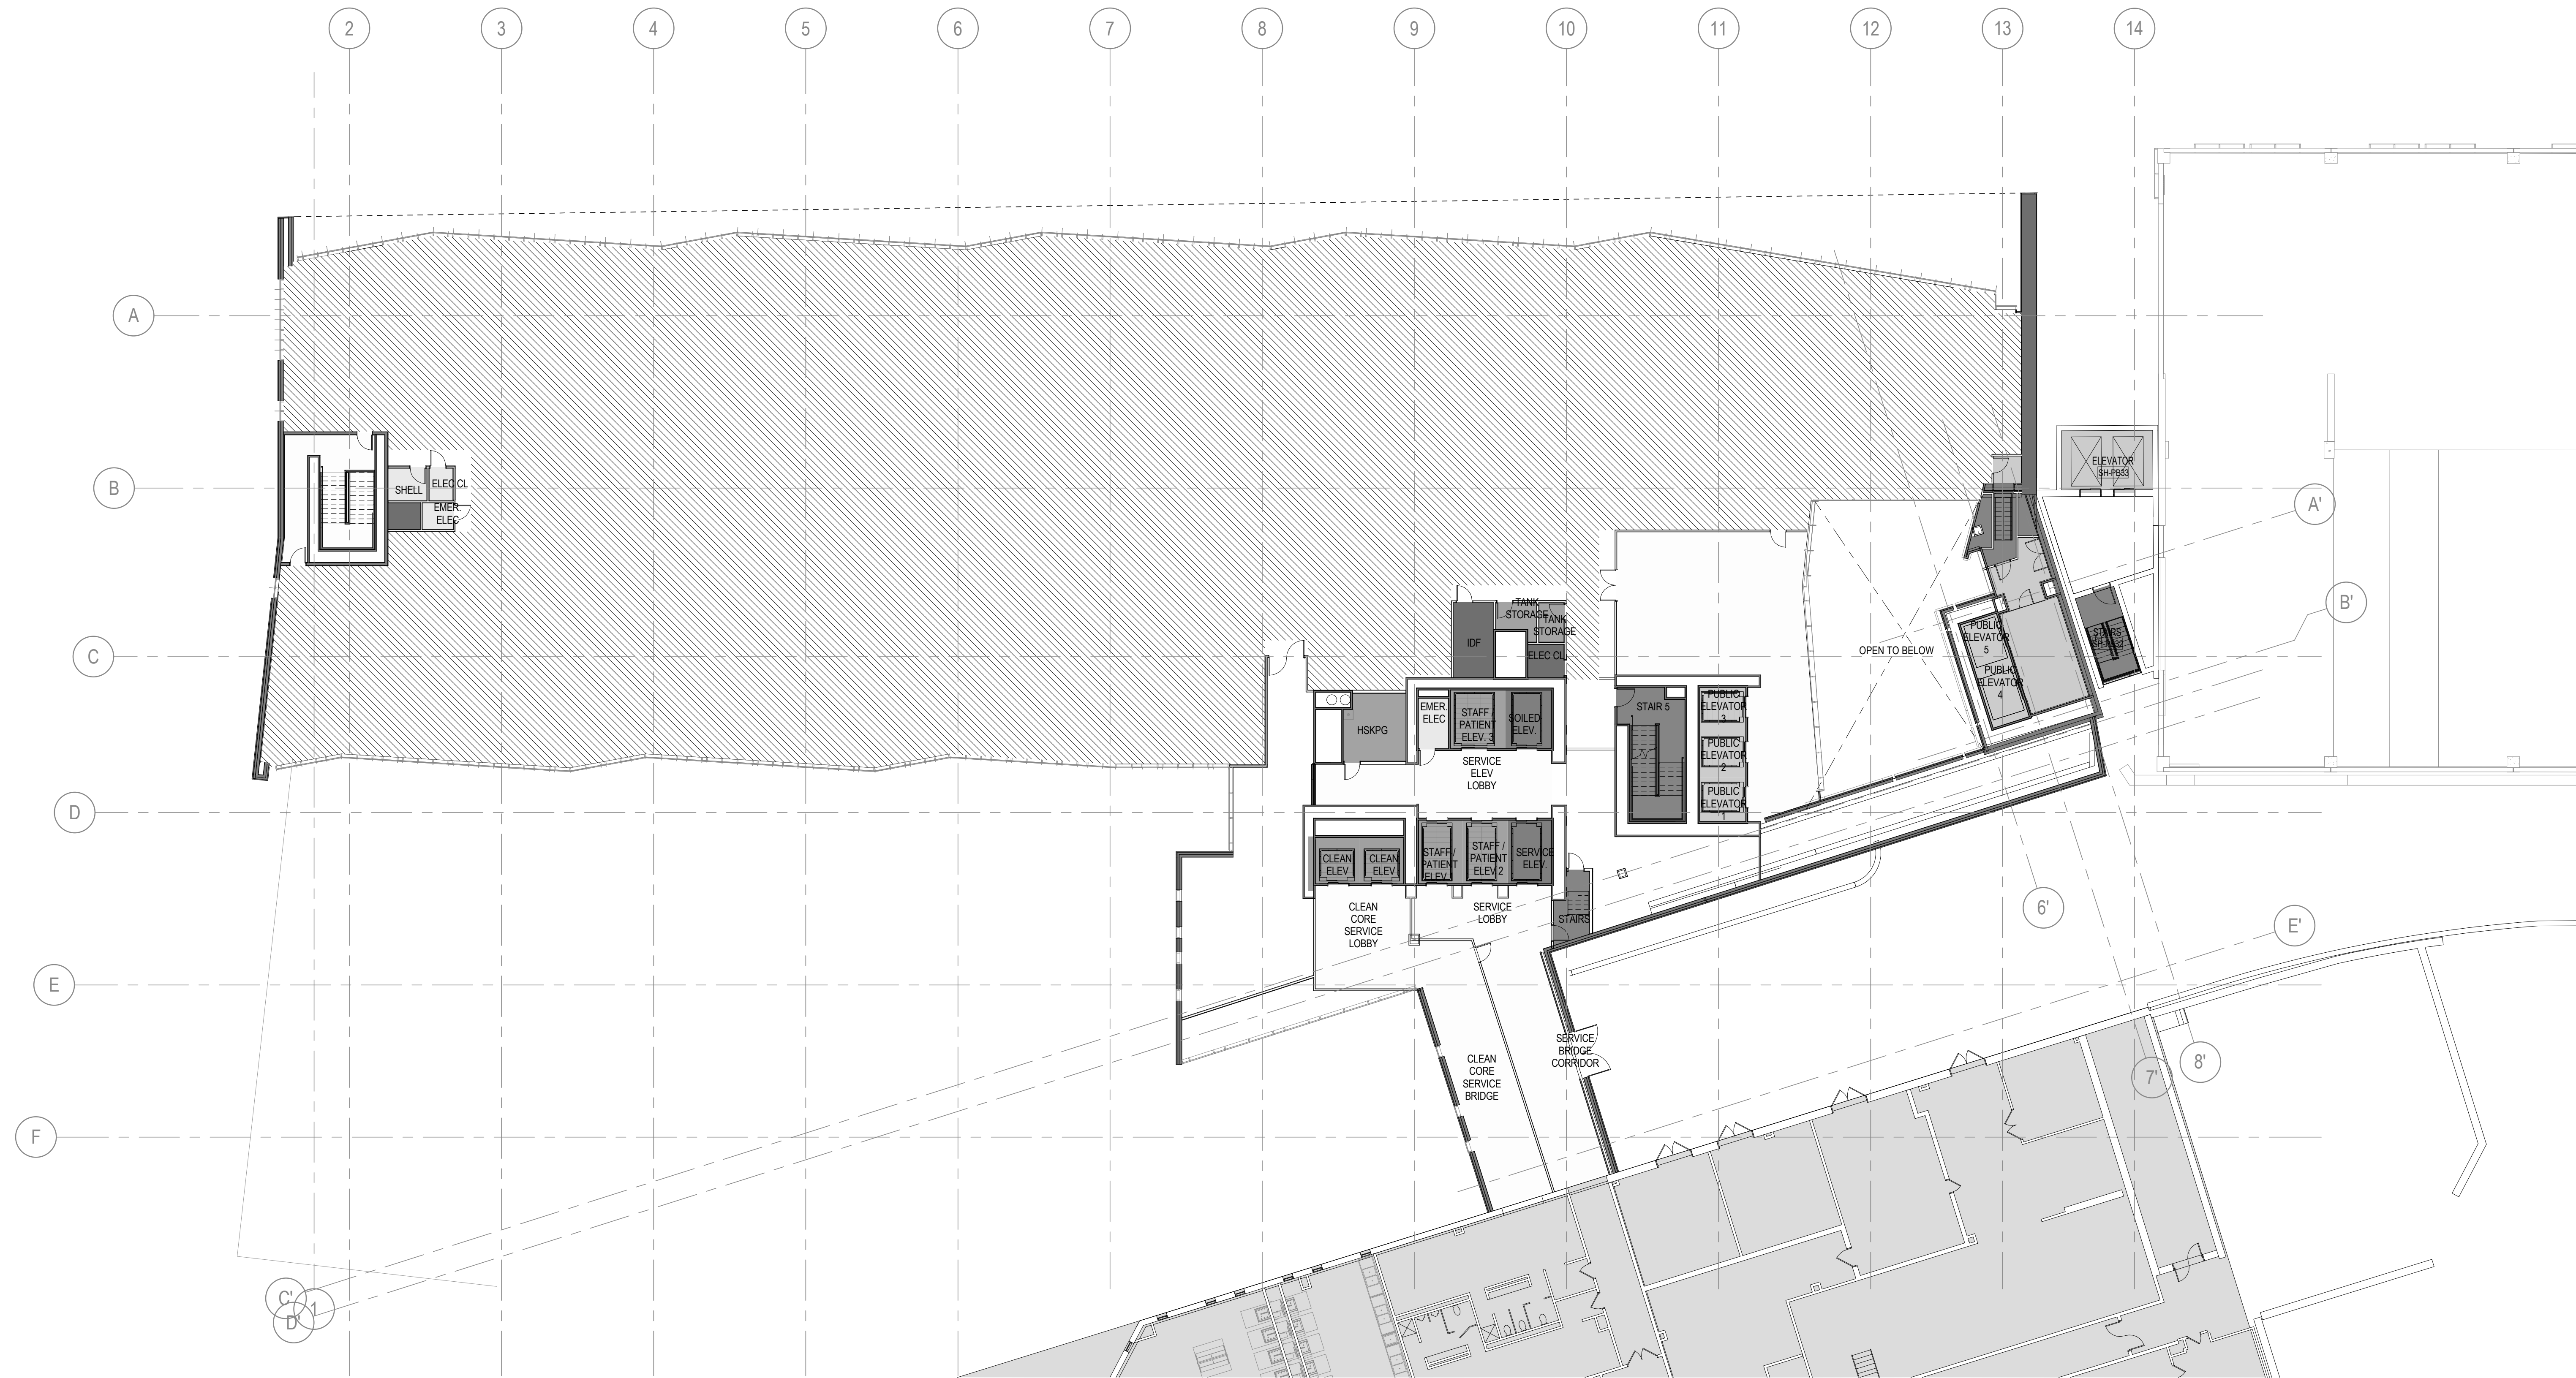 2 3 4 5 6 7 8 9 10 11 12 13 14
A
B
C
D
E
F
A'
B'
E'
6'
7'
8'
C'
1
D'
SHELL
ELEC CL
EMER.
ELEC
ELEVATOR
SH-PB33
TANK
STORAGE
TANK
STORAGE
IDF
ELEC CL
OPEN TO BELOW
PUBLIC
ELEVATOR
5
PUBLIC
ELEVATOR
4
STAIRS
HSKPG
EMER.
ELEC
STAFF /
PATIENT
ELEV. 3
SOILED
ELEV.
STAIR 5
PUBLIC
ELEVATOR
3
PUBLIC
ELEVATOR
2
PUBLIC
ELEVATOR
1
SERVICE
ELEV
LOBBY
CLEAN
ELEV
CLEAN
ELEV
STAFF /
PATIENT
ELEV
STAFF /
PATIENT
ELEV 2
SERVICE
ELEV.
CLEAN
CORE
SERVICE
LOBBY
SERVICE
LOBBY
STAIRS
SERVICE
BRIDGE
CORRIDOR
CLEAN
CORE
SERVICE
BRIDGE